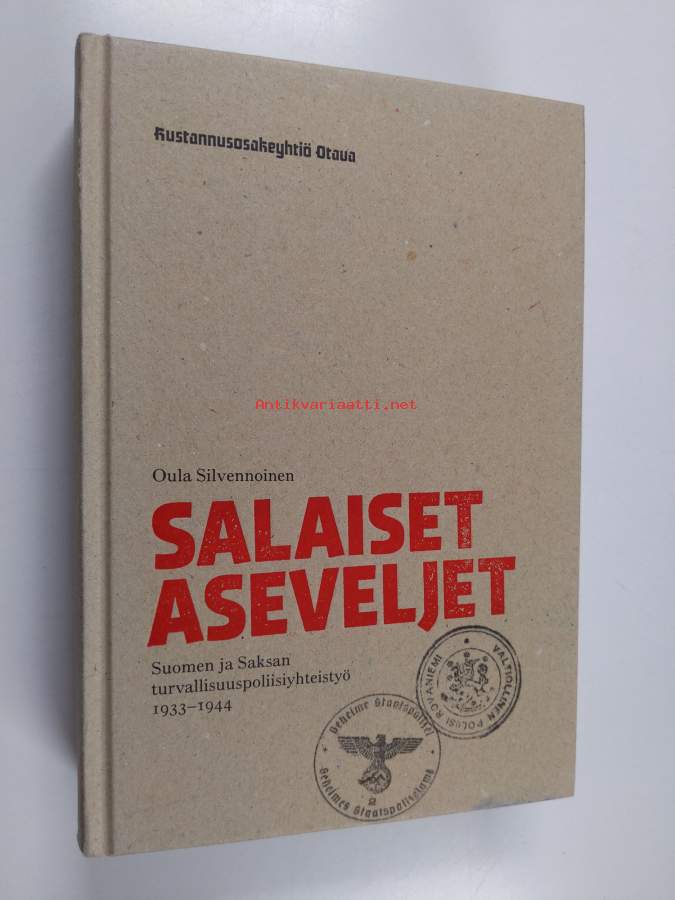 Kustannusosakeyhtiö Otava
Antikvariaatti.net
Oula Silvennoinen
SALAISET
ASEVELJET
Suomen ja Saksan
turvallisuuspoliisiyhteistyö
1933–1944
VALTIOLLINEN POLIISI ROVANIEMI
Geheime Staatspolizei
Geheimes Staatspolizeiamt
2